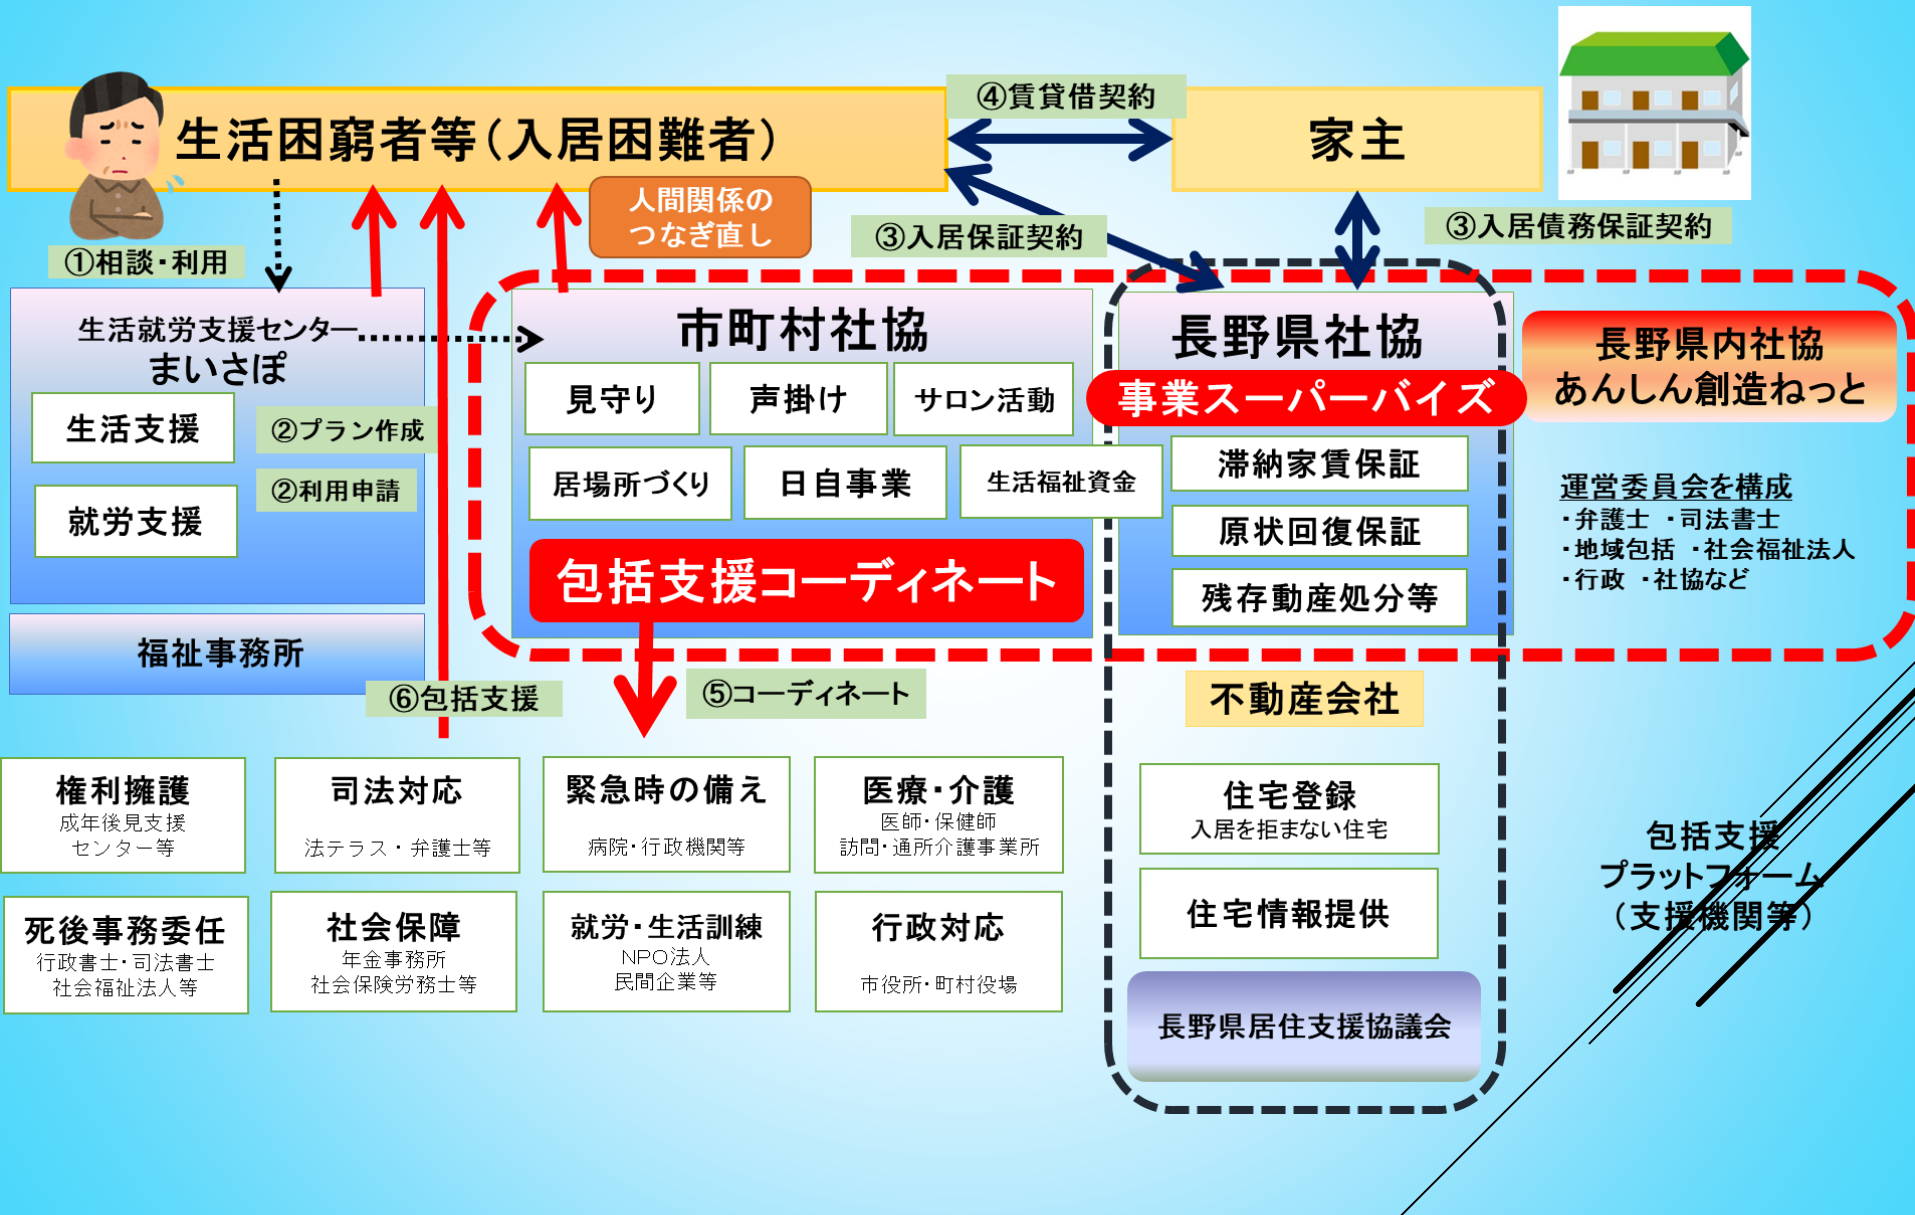 ④賃貸借契約
生活困窮者等(入居困難者)
家主
人間関係の
つなぎ直し
③入居保証契約
③入居債務保証契約
①相談・利用
生活就労支援センター
まいさぽ
生活支援
②プラン作成
②利用申請
就労支援
福祉事務所
市町村社協
見守り
声掛け
サロン活動
居場所づくり
日自事業
生活福祉資金
包括支援コーディネート
長野県社協
事業スーパーバイズ
滞納家賃保証
原状回復保証
残存動産処分等
長野県内社協
あんしん創造ねっと
運営委員会を構成
・弁護士 ・司法書士
・地域包括 ・社会福祉法人
・行政 ・社協など
⑥包括支援
⑤コーディネート
不動産会社
権利擁護
成年後見支援
センター等
司法対応
法テラス・弁護士等
緊急時の備え
病院・行政機関等
医療・介護
医師・保健師
訪問・通所介護事業所
死後事務委任
行政書士・司法書士
社会福祉法人等
社会保障
年金事務所
社会保険労務士等
就労・生活訓練
NPO法人
民間企業等
行政対応
市役所・町村役場
住宅登録
入居を拒まない住宅
住宅情報提供
長野県居住支援協議会
包括支援
プラットフォーム
(支援機関等)